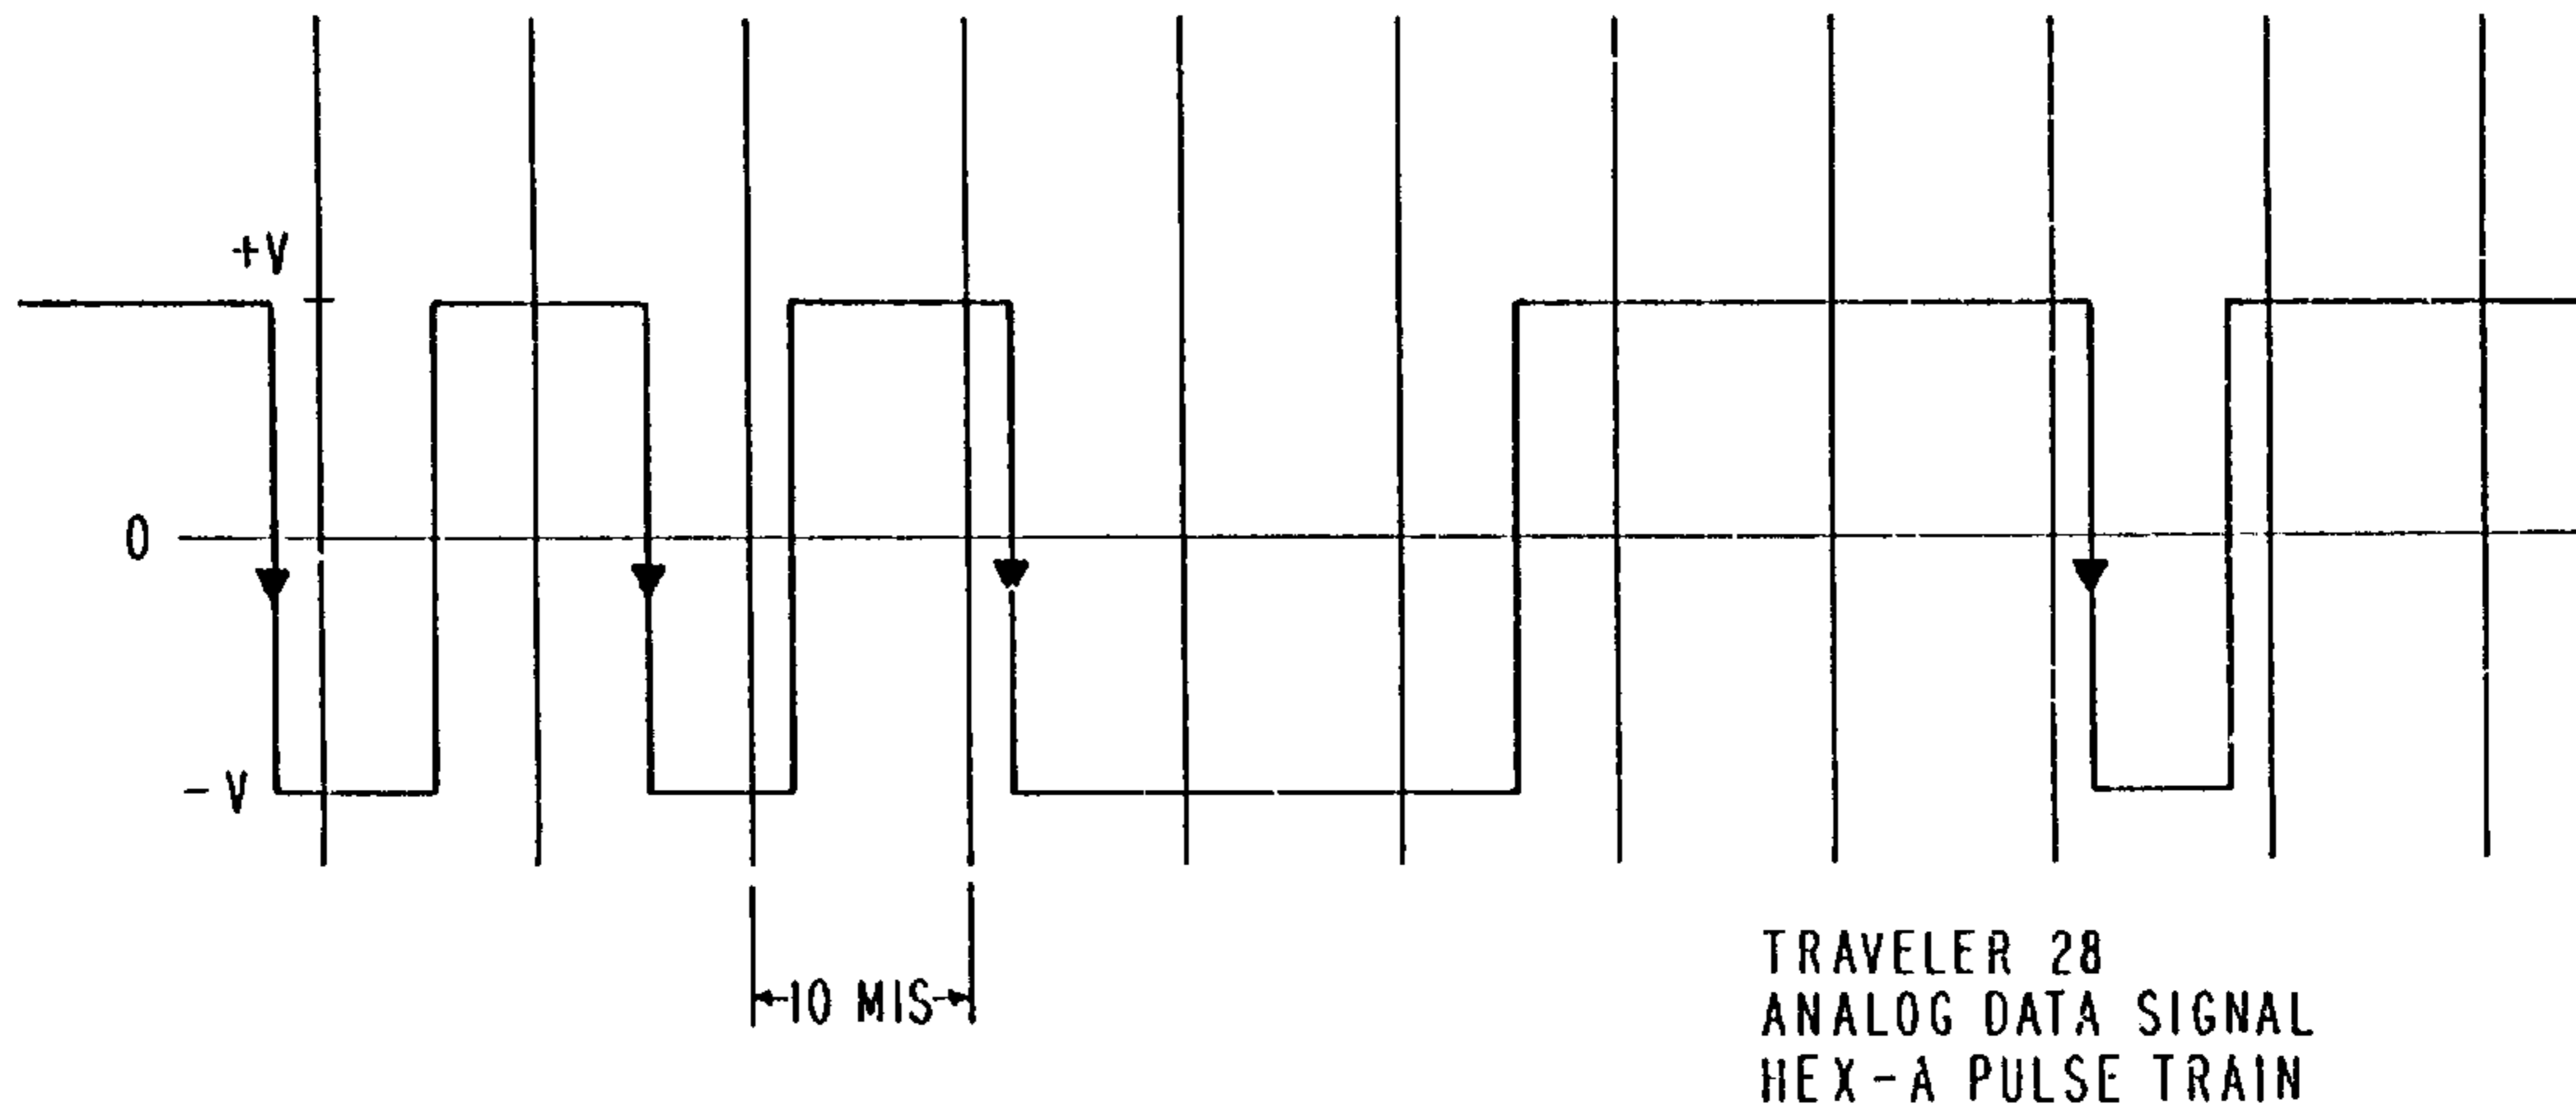 +V
0
- V
10 MIS
TRAVELER 28
ANALOG DATA SIGNAL
HEX-A PULSE TRAIN